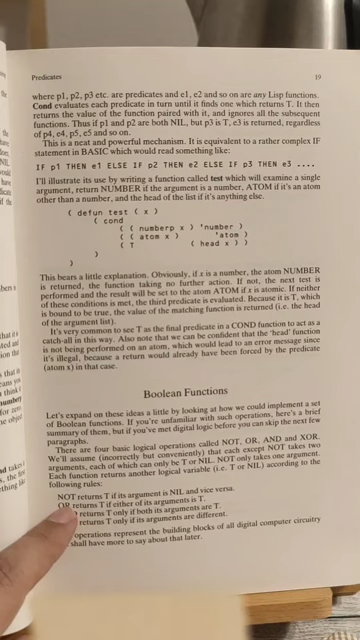 Predicates 19
where p1, p2, p3 etc. are predicates and e1, e2 and so on are any Lisp functions.
Cond evaluates each predicate in turn until it finds one which returns T. It then
returns the value of the function paired with it, and ignores all the subsequent
functions. Thus if p1 and p2 are both NIL, but p3 is T, e3 is returned, regardless
of p4, e4, p5, e5 and so on.
This is a neat and powerful mechanism. It is equivalent to a rather complex IF
statement in BASIC which would read something like:
IF p1 THEN e1 ELSE IF p2 THEN e2 ELSE IF p3 THEN e3 ....
I'll illustrate its use by writing a function called test which will examine a single
argument, return NUMBER if the argument is a number, ATOM if it's an atom
other than a number, and the head of the list if it's anything else.
( defun test ( x )
( cond
( ( numberp x ) 'number )
( ( atom x ) 'atom )
( T ( head x ) )
)
)
This bears a little explanation. Obviously, if x is a number, the atom NUMBER
is returned, the function taking no further action. If not, the next test is
performed and the result will be set to the atom ATOM if x is atomic. If neither
of these conditions is met, the third predicate is evaluated. Because it is T, which
is bound to be true, the value of the matching function is returned (i.e. the head
of the argument list).
It's very common to see T as the final predicate in a COND function to act as a
catch-all in this way. Also note that we can be confident that the 'head' function
is not being performed on an atom, which would lead to an error message since
it's illegal, because a return would already have been forced by the predicate
(atom x) in that case.
Boolean Functions
Let's expand on these ideas a little by looking at how we could implement a set
of Boolean functions. If you're unfamiliar with such operations, here's a brief
summary of them, but if you've met digital logic before you can skip the next few
paragraphs.
There are four basic logical operations called NOT, OR, AND and XOR.
We'll assume (incorrectly but conveniently) that each except NOT takes two
arguments, each of which can only be T or NIL. NOT only takes one argument.
Each function returns another logical variable (i.e. T or NIL) according to the
following rules:
NOT returns T if its argument is NIL and vice versa.
OR returns T if either of its arguments is T.
returns T only if both its arguments are T.
returns T only if its arguments are different.
operations represent the building blocks of all digital computer circuitry
shall have more to say about that later.